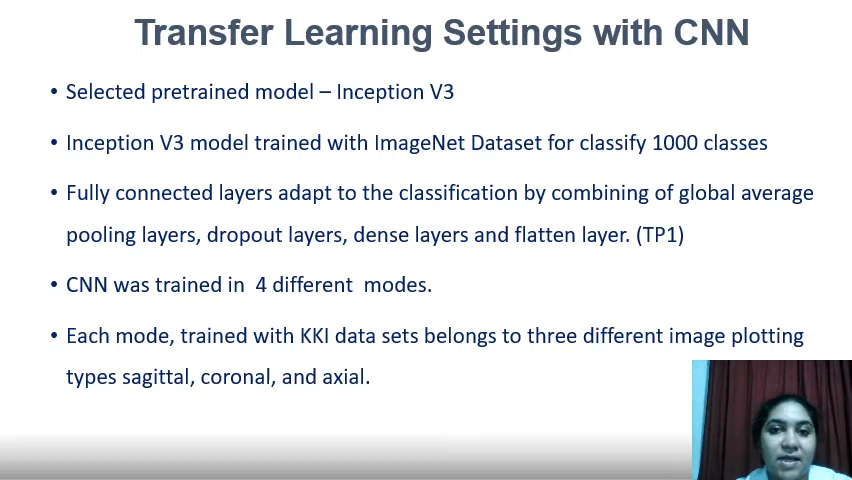 Transfer Learning Settings with CNN
• Selected pretrained model – Inception V3
• Inception V3 model trained with ImageNet Dataset for classify 1000 classes
• Fully connected layers adapt to the classification by combining of global average
pooling layers, dropout layers, dense layers and flatten layer. (TP1)
• CNN was trained in 4 different modes.
• Each mode, trained with KKI data sets belongs to three different image plotting
types sagittal, coronal, and axial.